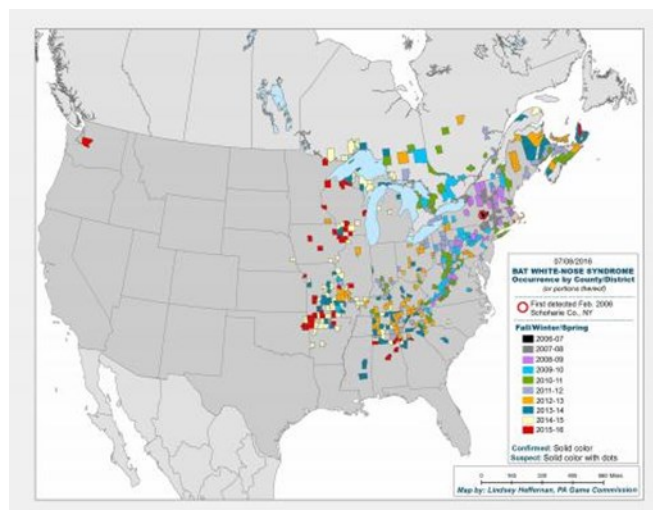 07/09/2016
BAT WHITE-NOSE SYNDROME
Occurrence by County/District
(or portions thereof)
First detected Feb. 2006
Schoharie Co., NY
Fall/Winter/Spring
2006-07
2007-08
2008-09
2009-10
2010-11
2011-12
2012-13
2013-14
2014-15
2015-16
Confirmed: Solid color
Suspect: Solid color with dots
Miles
Map by: Lindsey Heffernan, PA Game Commission